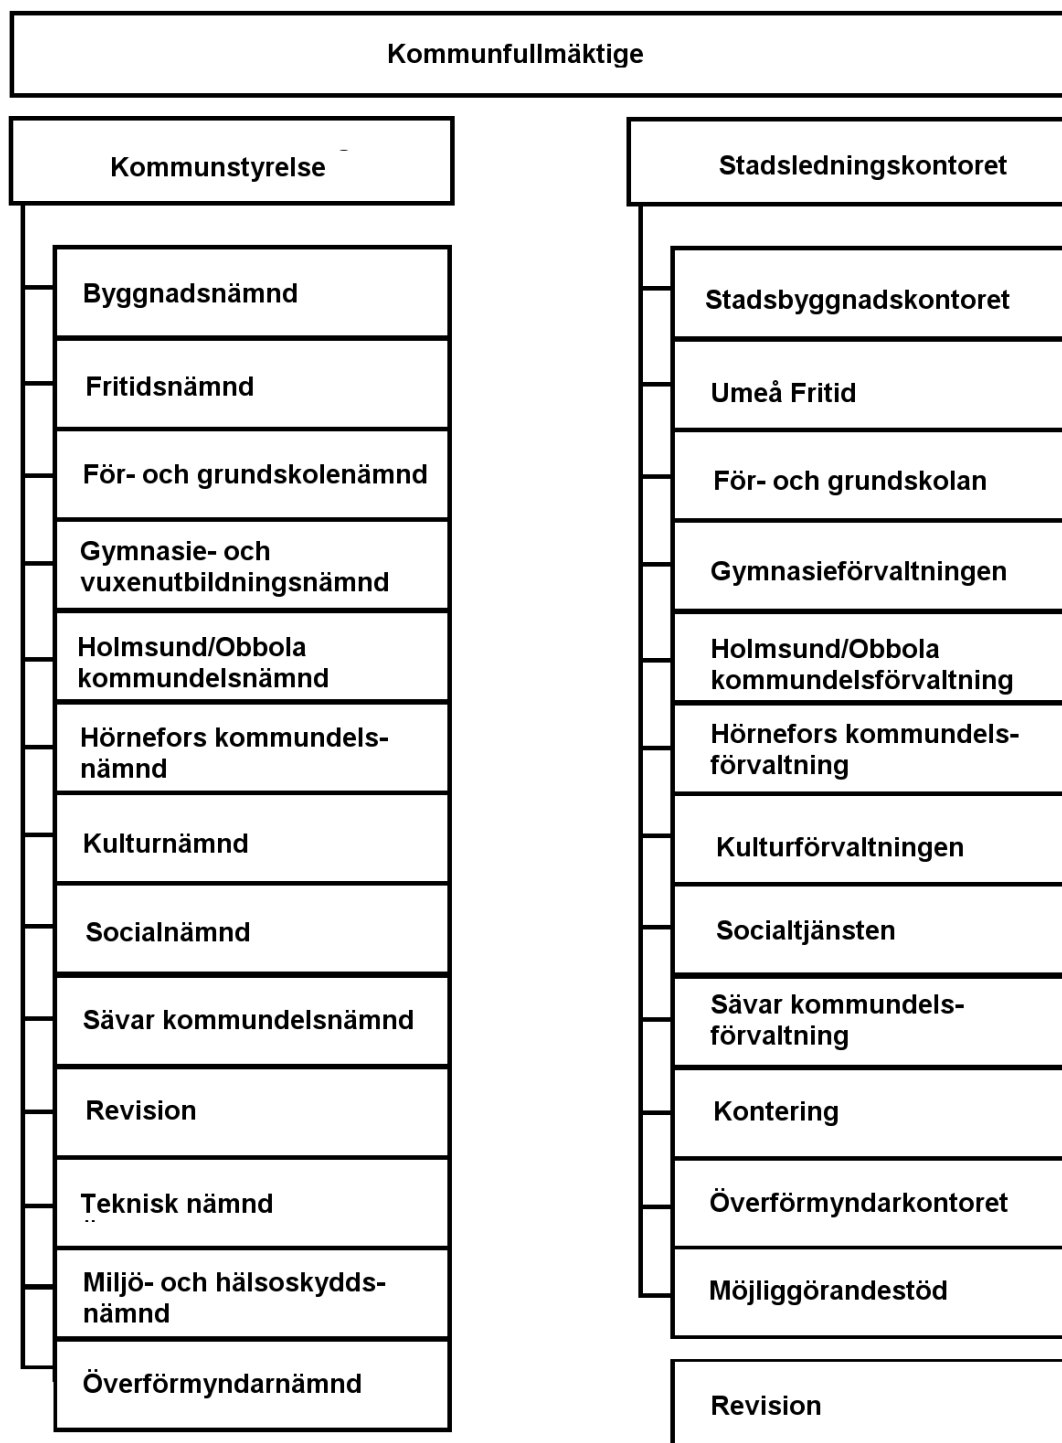 Kommunfullmäktige
Kommunstyrelse
Byggnadsnämnd
Fritidsnämnd
För- och grundskolenämnd
Gymnasie- och
vuxenutbildningsnämnd
Holmsund/Obbola
kommundelsnämnd
Hörnefors kommundels-
nämnd
Kulturnämnd
Socialnämnd
Sävar kommundelsnämnd
Revision
Teknisk nämnd
Miljö- och hälsoskydds-
nämnd
Överförmyndarnämnd
Stadsledningskontoret
Stadsbyggnadskontoret
Umeå Fritid
För- och grundskolan
Gymnasieförvaltningen
Holmsund/Obbola
kommundelsförvaltning
Hörnefors kommundels-
förvaltning
Kulturförvaltningen
Socialtjänsten
Sävar kommundels-
förvaltning
Kontering
Överförmyndarkontoret
Möjliggörandestöd
Revision